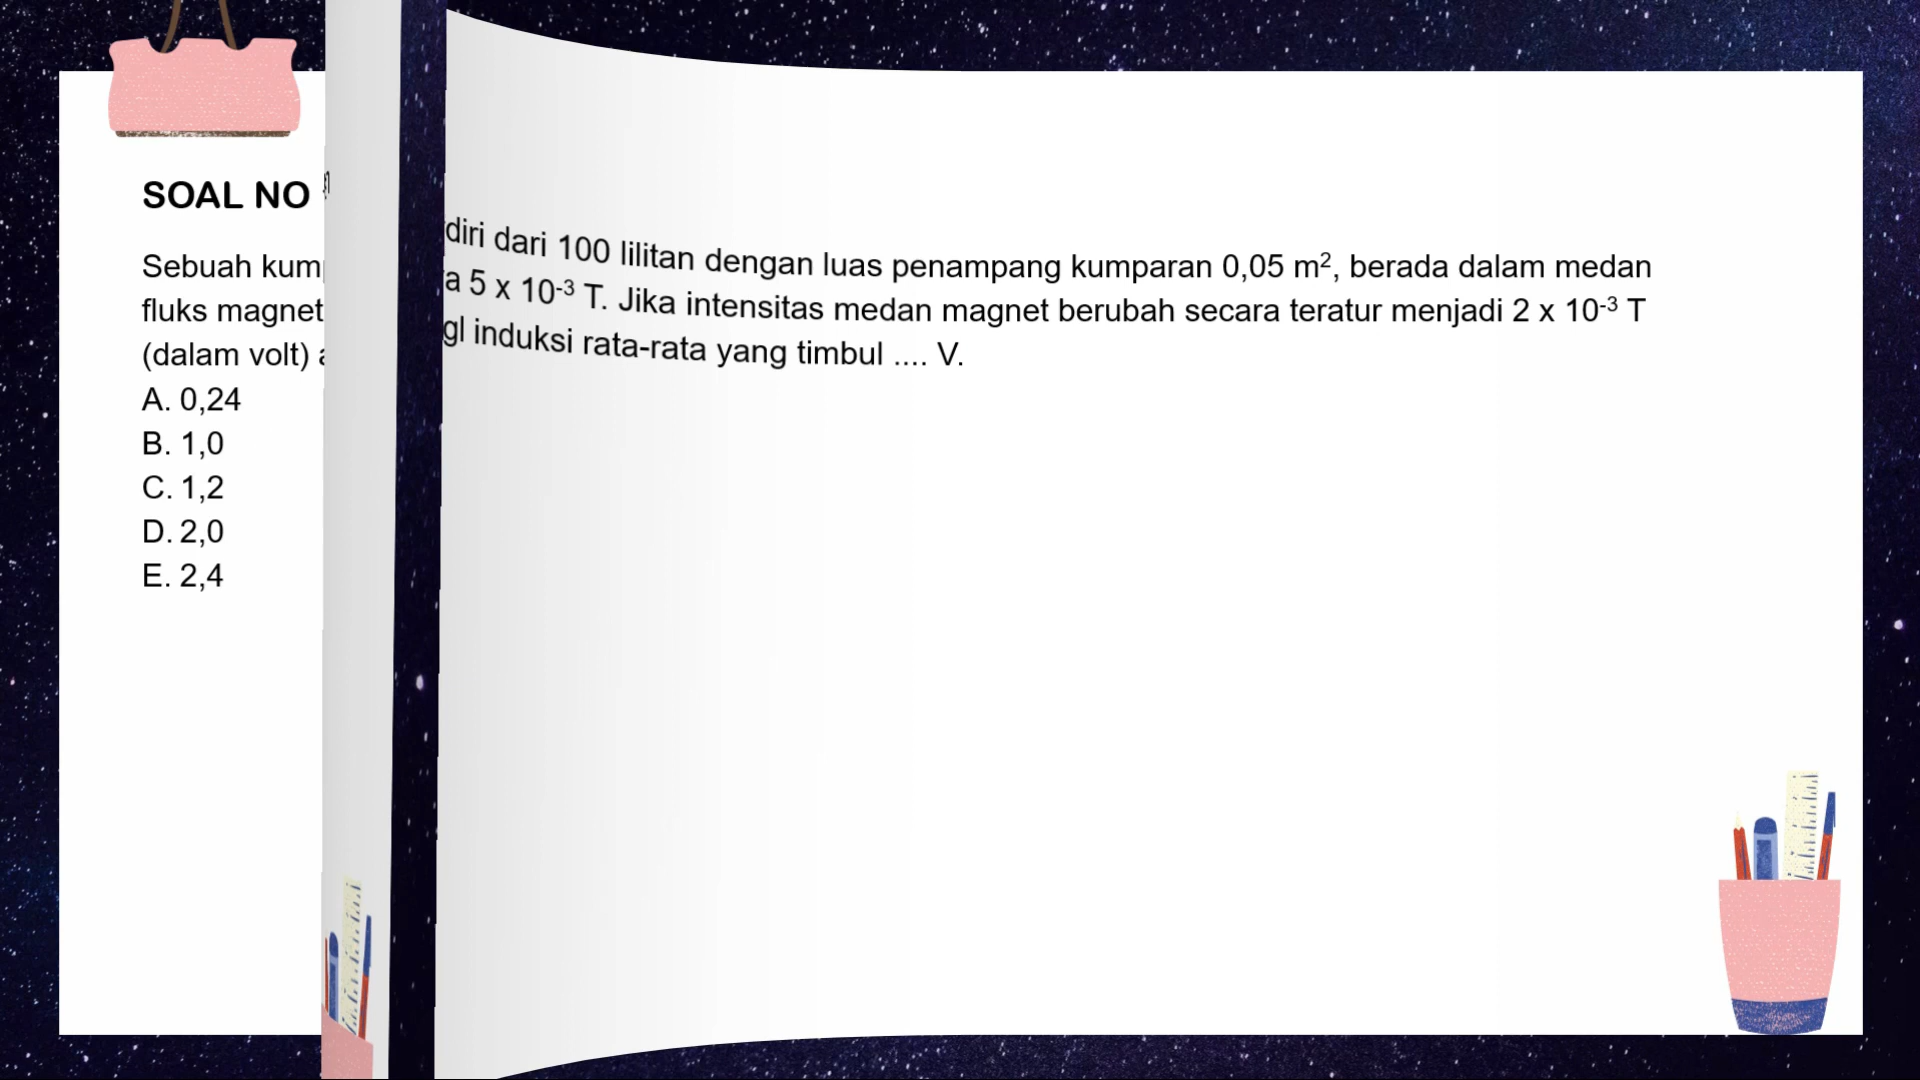 SOAL NO
Sebuah
diri dari 100 lilitan dengan luas penampang kumparan 0,05 m², berada dalam medan
fluks magnet
a 5 x 10⁻³ T. Jika intensitas medan magnet berubah secara teratur menjadi 2 x 10⁻³ T
(dalam volt)
gl induksi rata-rata yang timbul .... V.
A. 0,24
B. 1,0
C. 1,2
D. 2,0
E. 2,4